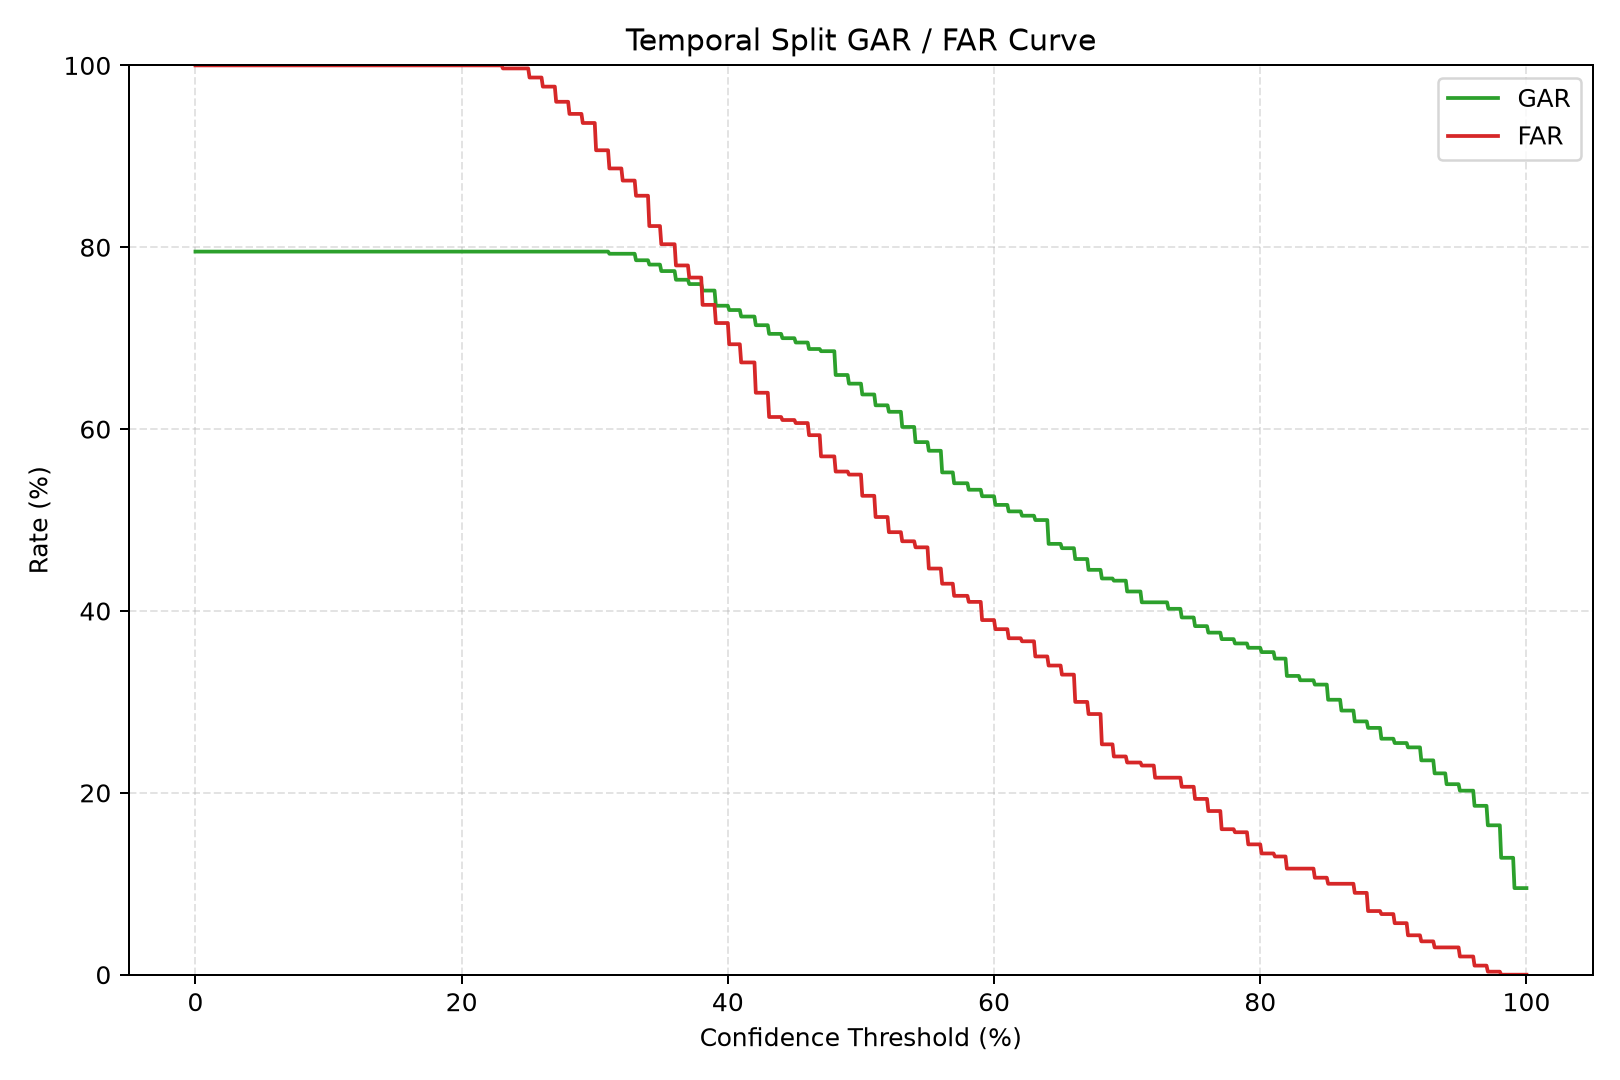 Temporal Split GAR / FAR Curve
100
80
60
40
20
0
Rate (%)
GAR
FAR
0 20 40 60 80 100
Confidence Threshold (%)